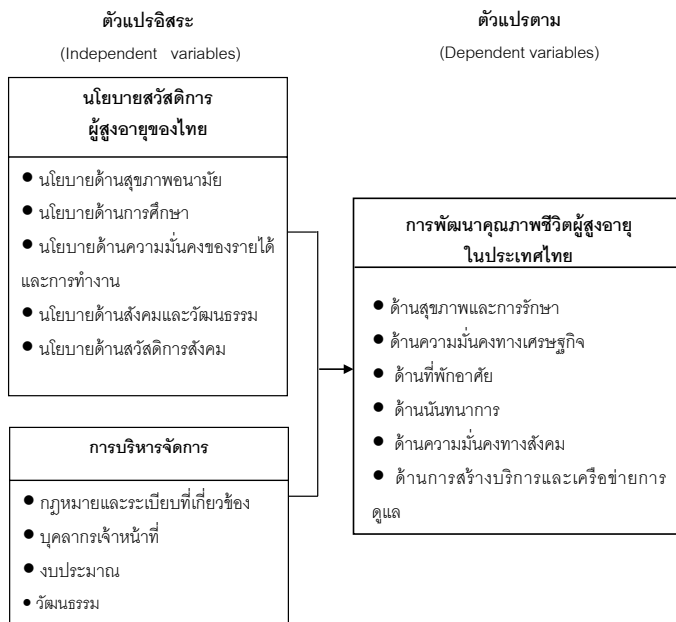 ตัวแปรอิสระ
(Independent variables)
ตัวแปรตาม
(Dependent variables)
นโยบายสวัสดิการ
ผู้สูงอายุของไทย
● นโยบายด้านสุขภาพอนามัย
● นโยบายด้านการศึกษา
● นโยบายด้านความมั่นคงของรายได้
และการทำงาน
● นโยบายด้านสังคมและวัฒนธรรม
● นโยบายด้านสวัสดิการสังคม
การบริหารจัดการ
● กฎหมายและระเบียบที่เกี่ยวข้อง
● บุคลากรเจ้าหน้าที่
● งบประมาณ
● วัฒนธรรม
การพัฒนาคุณภาพชีวิตผู้สูงอายุ
ในประเทศไทย
● ด้านสุขภาพและการรักษา
● ด้านความมั่นคงทางเศรษฐกิจ
● ด้านที่พักอาศัย
● ด้านนันทนาการ
● ด้านความมั่นคงทางสังคม
● ด้านการสร้างบริการและเครือข่ายการ
ดูแล